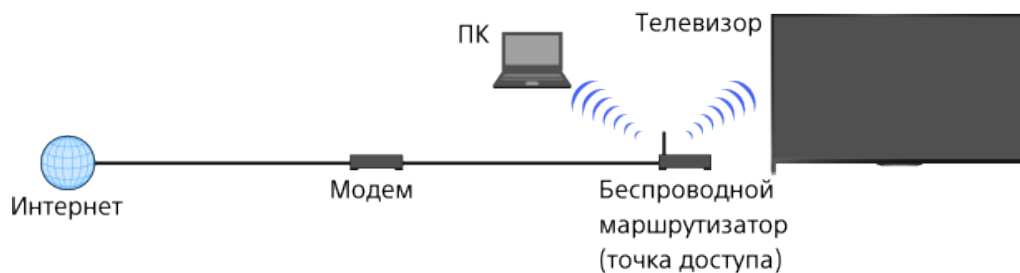 ПК
Телевизор
Интернет
Модем
Беспроводной
маршрутизатор
(точка доступа)